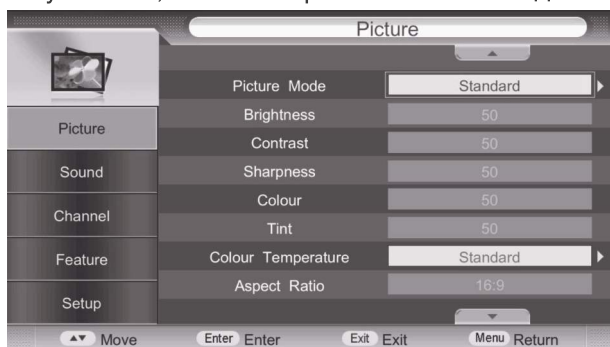 Picture
Picture Mode Standard
Brightness 50
Picture
Contrast 50
Sound
Sharpness 50
Colour 50
Channel
Tint 50
Feature
Colour Temperature Standard
Aspect Ratio 16:9
Setup
Move Enter Enter Exit Exit Menu Return